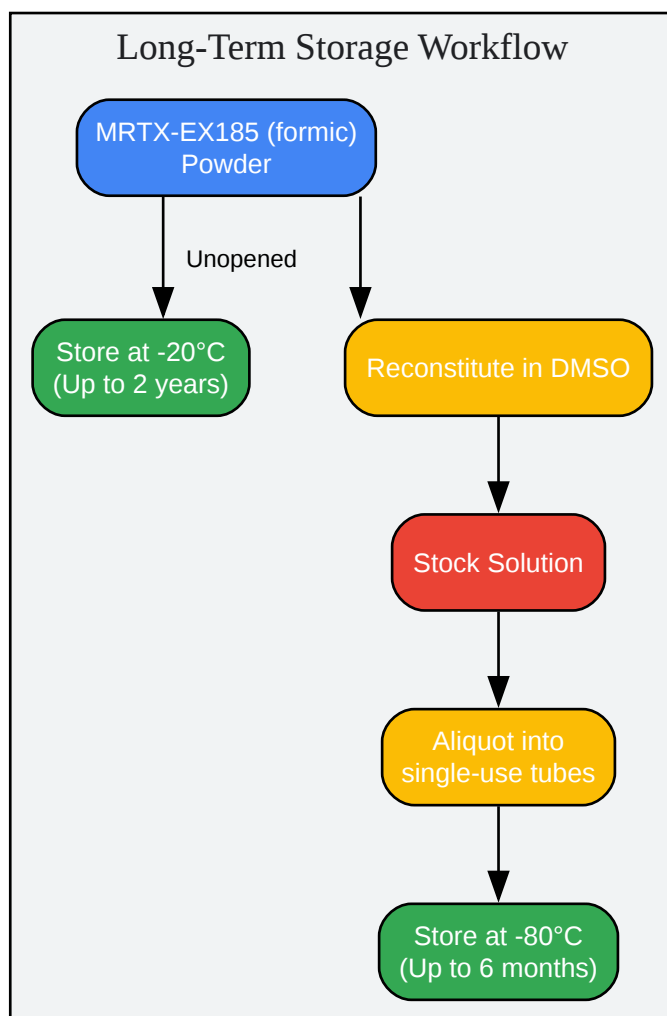 Long-Term Storage Workflow
MRTX-EX185 (formic)
Powder
Unopened
Store at -20°C
(Up to 2 years)
Reconstitute in DMSO
Stock Solution
Aliquot into
single-use tubes
Store at -80°C
(Up to 6 months)